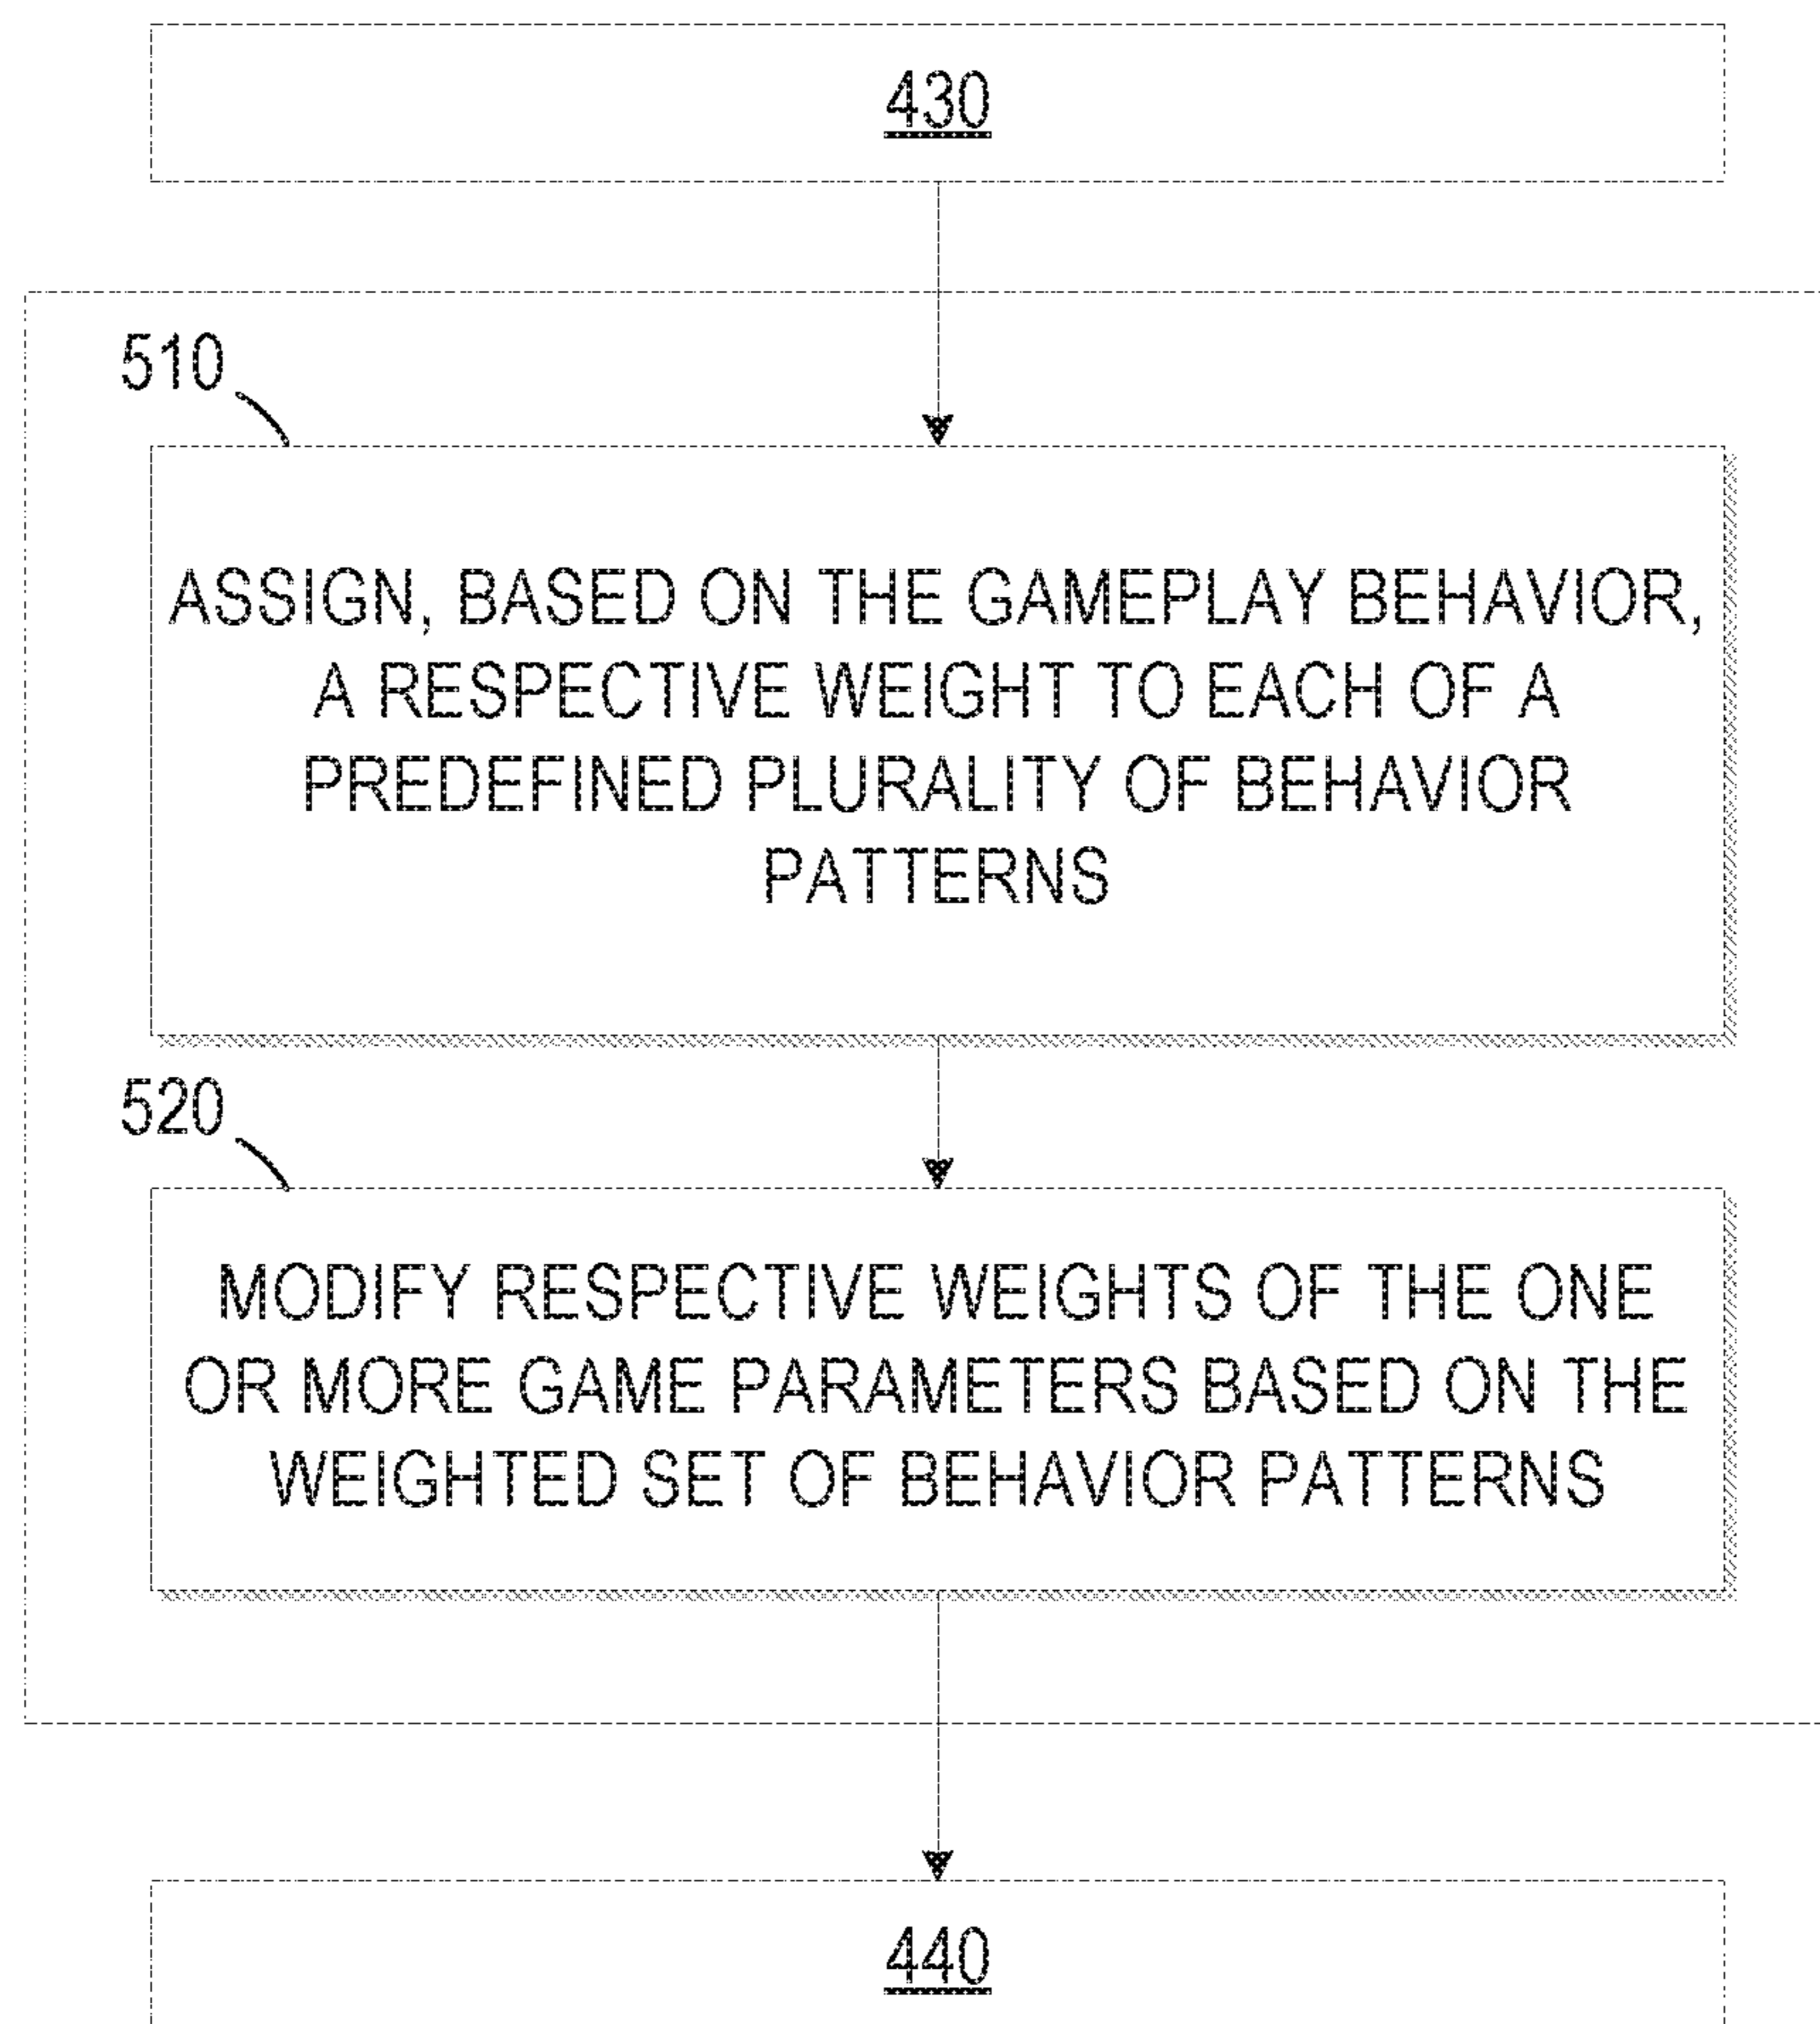 430
510
ASSIGN, BASED ON THE GAMEPLAY BEHAVIOR,
A RESPECTIVE WEIGHT TO EACH OF A
PREDEFINED PLURALITY OF BEHAVIOR
PATTERNS
520
MODIFY RESPECTIVE WEIGHTS OF THE ONE
OR MORE GAME PARAMETERS BASED ON THE
WEIGHTED SET OF BEHAVIOR PATTERNS
440